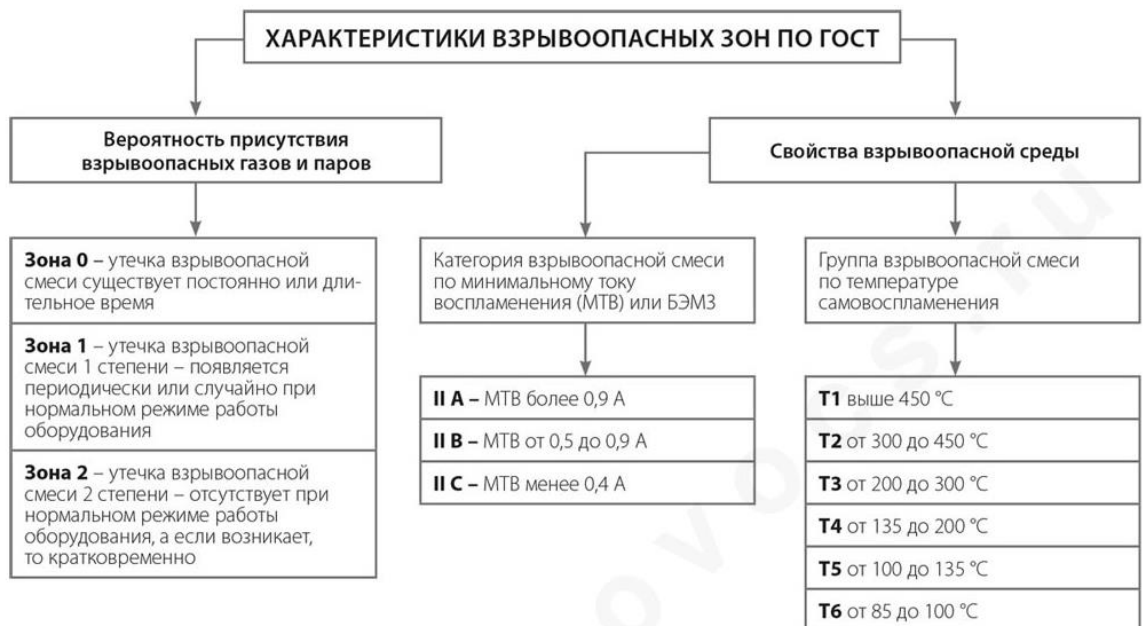 ХАРАКТЕРИСТИКИ ВЗРЫВООПАСНЫХ ЗОН ПО ГОСТ
Вероятность присутствия
взрывоопасных газов и паров
Свойства взрывоопасной среды
Зона 0 – утечка взрывоопасной
смеси существует постоянно или дли-
тельное время
Зона 1 – утечка взрывоопасной
смеси 1 степени – появляется
периодически или случайно при
нормальном режиме работы
оборудования
Зона 2 – утечка взрывоопасной
смеси 2 степени – отсутствует при
нормальном режиме работы
оборудования, а если возникает,
то кратковременно
Категория взрывоопасной смеси
по минимальному току
воспламенения (МТВ) или БЭМЗ
II A – МТВ более 0,9 А
II B – МТВ от 0,5 до 0,9 А
II C – МТВ менее 0,4 А
Группа взрывоопасной смеси
по температуре
самовоспламенения
T1 выше 450 °C
T2 от 300 до 450 °C
T3 от 200 до 300 °C
T4 от 135 до 200 °C
T5 от 100 до 135 °C
T6 от 85 до 100 °C